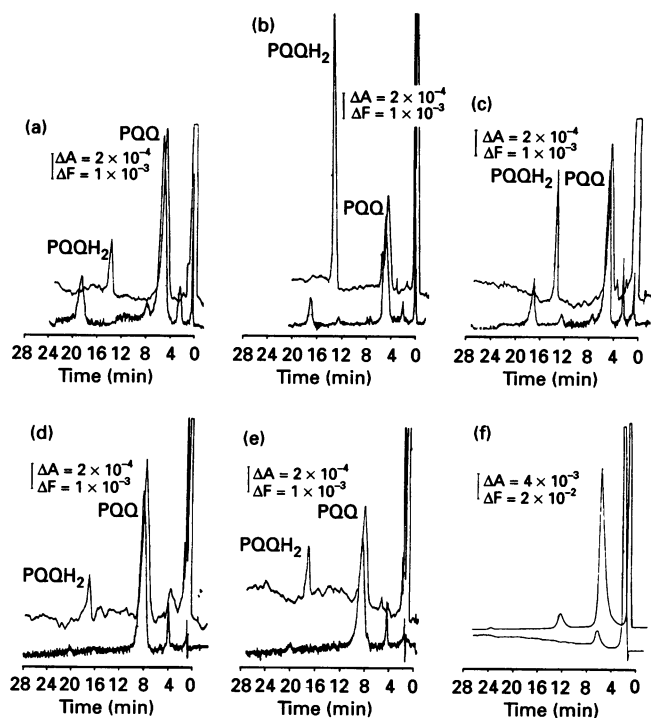 (a)
ΔA = 2 × 10⁻⁴
ΔF = 1 × 10⁻³
PQQ
PQQH₂
28 24 20 16 12 8 4 0
Time (min)
(b)
PQQH₂
ΔA = 2 × 10⁻⁴
ΔF = 1 × 10⁻³
PQQ
28 24 20 16 12 8 4 0
Time (min)
(c)
ΔA = 2 × 10⁻⁴
ΔF = 1 × 10⁻³
PQQH₂ PQQ
28 24 20 16 12 8 4 0
Time (min)
(d)
ΔA = 2 × 10⁻⁴
ΔF = 1 × 10⁻³
PQQ
PQQH₂
28 24 20 16 12 8 4 0
Time (min)
(e)
ΔA = 2 × 10⁻⁴
ΔF = 1 × 10⁻³
PQQ
PQQH₂
28 24 20 16 12 8 4 0
Time (min)
(f)
ΔA = 4 × 10⁻³
ΔF = 2 × 10⁻²
28 24 20 16 12 8 4 0
Time (min)